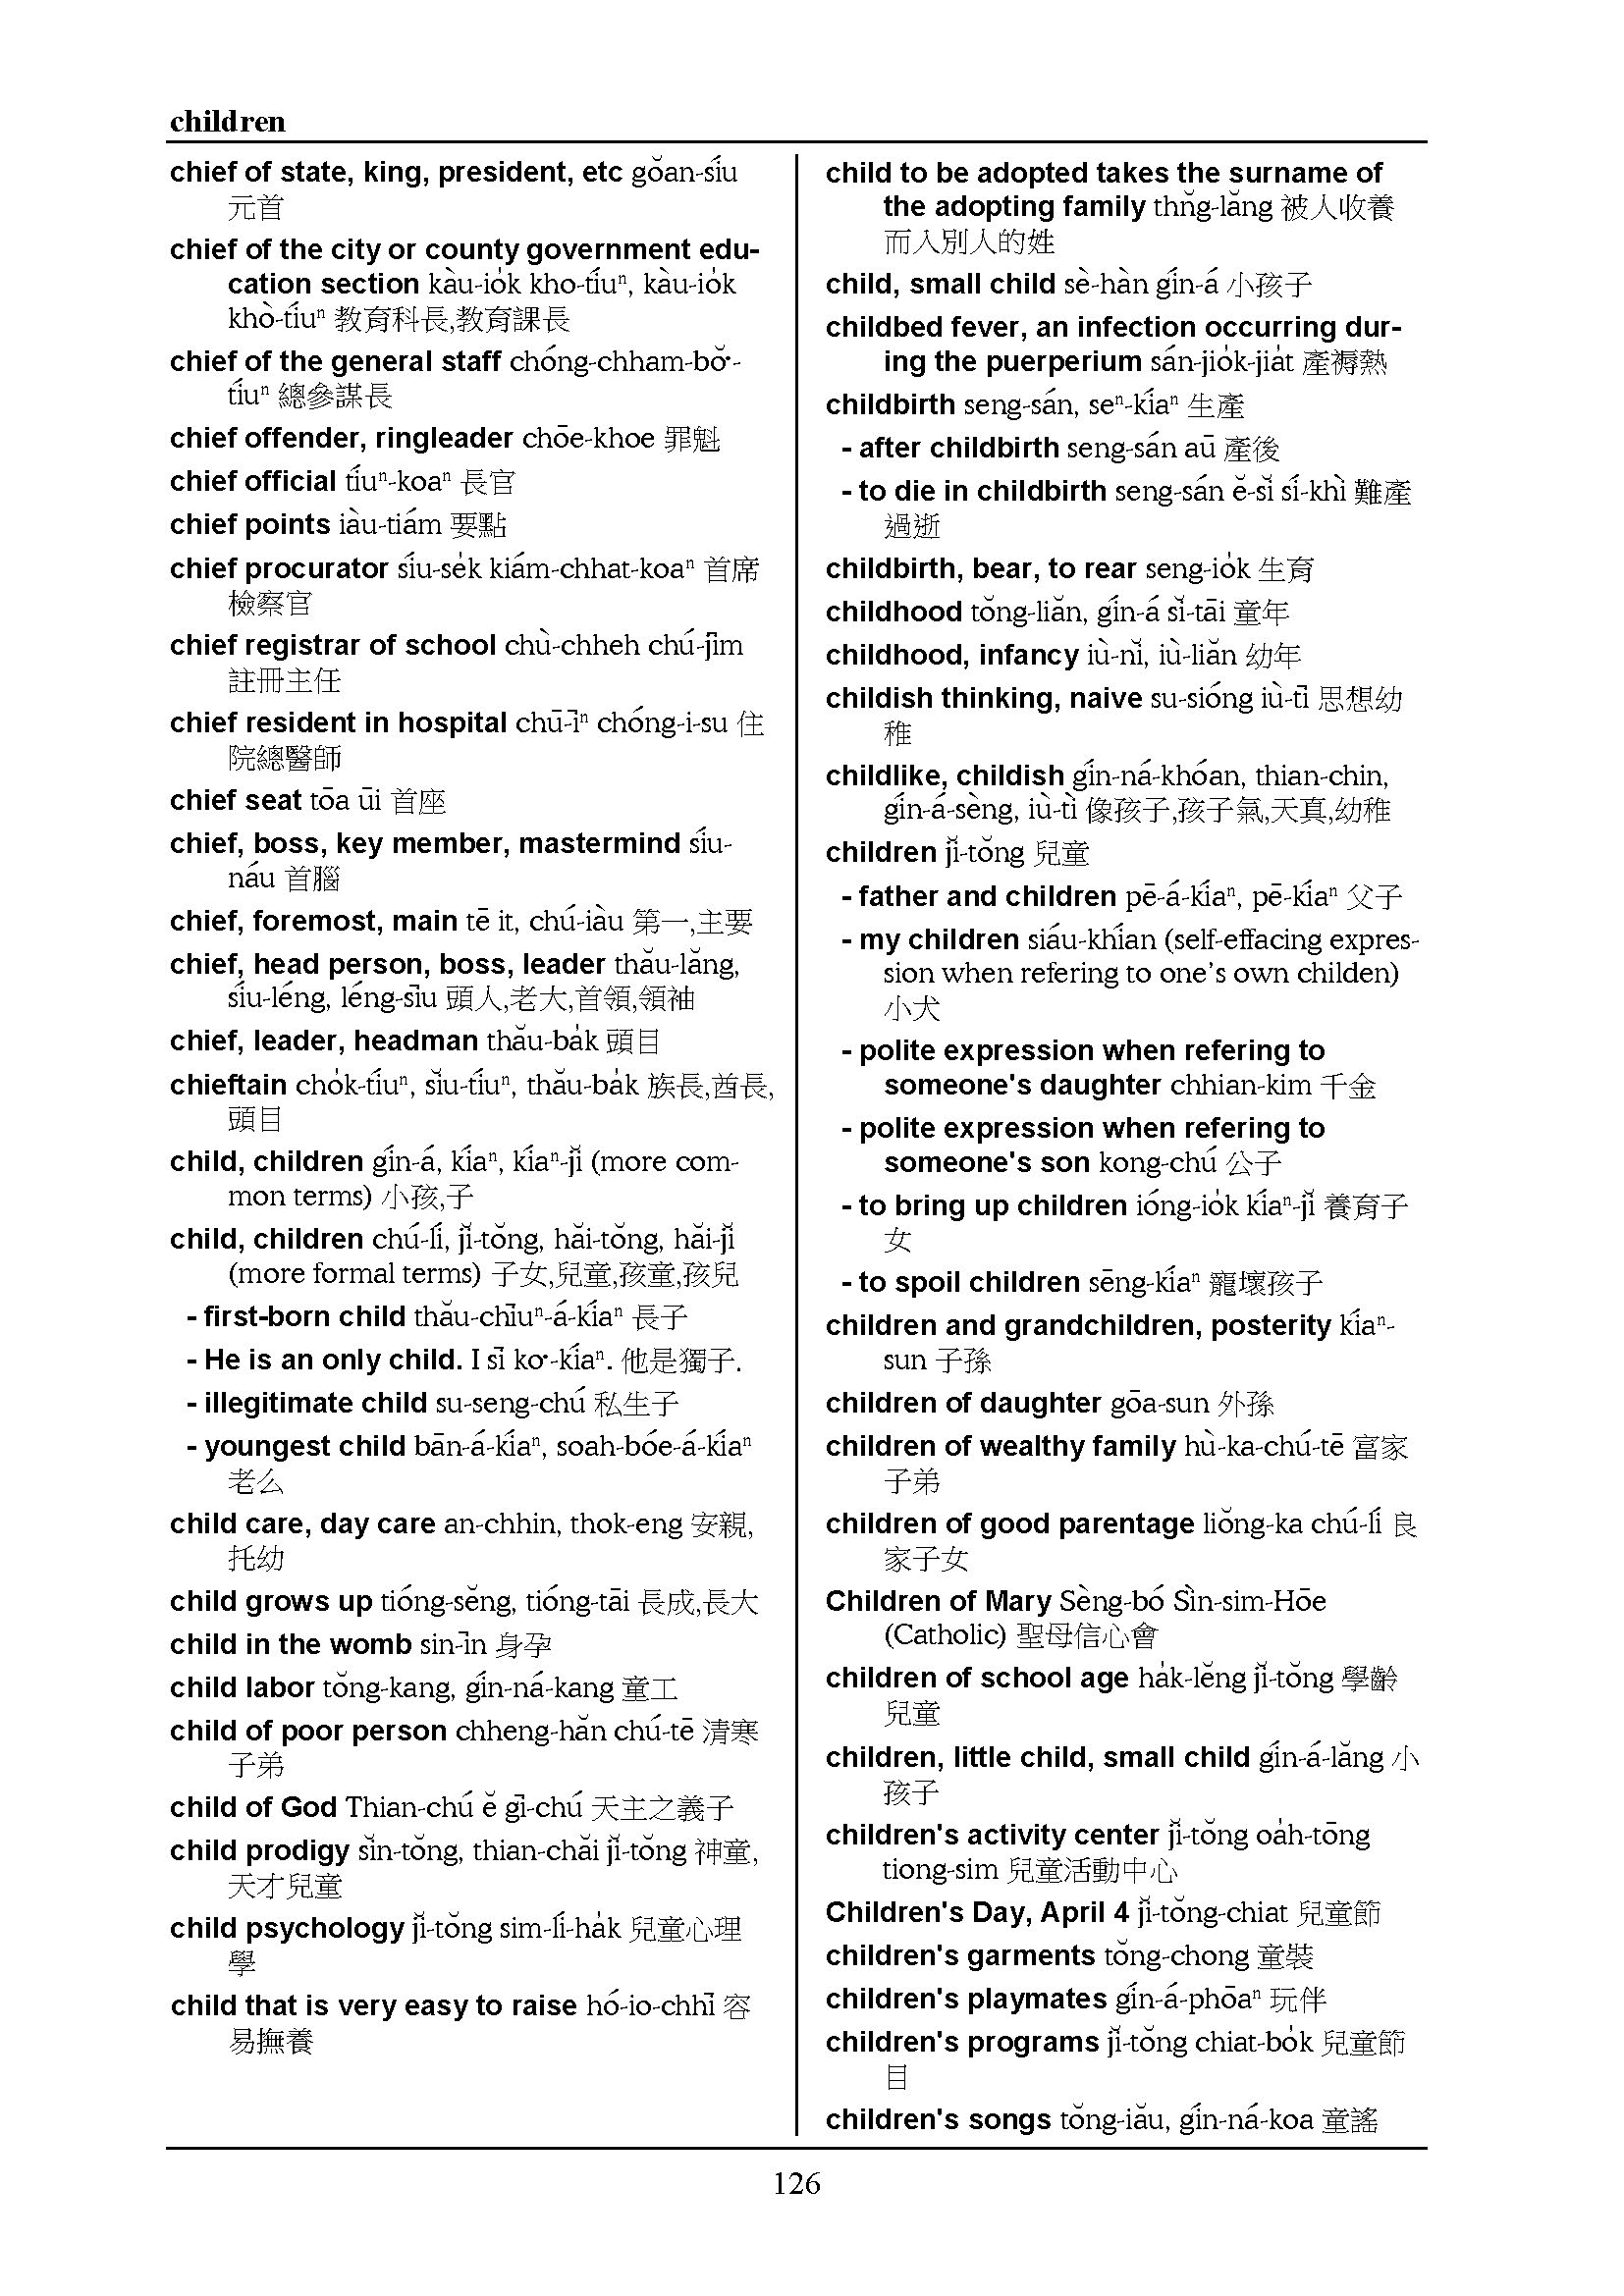 children
chief of state, king, president, etc gŏan-síu
元首
chief of the city or county government edu-
cation section kàu-io̍k kho-tíuⁿ, kàu-io̍k
khò-tíuⁿ 教育科長,教育課長
chief of the general staff chóng-chham-bŏ͘-
tíuⁿ 總參謀長
chief offender, ringleader chōe-khoe 罪魁
chief official tíuⁿ-koaⁿ 長官
chief points iàu-tiám 要點
chief procurator síu-se̍k kiám-chhat-koaⁿ 首席
檢察官
chief registrar of school chù-chheh chú-jīm
註冊主任
chief resident in hospital chū-īⁿ chóng-i-su 住
院總醫師
chief seat tōa ūi 首座
chief, boss, key member, mastermind síu-
náu 首腦
chief, foremost, main tē it, chú-iàu 第一,主要
chief, head person, boss, leader thău-lăng,
síu-léng, léng-sīu 頭人,老大,首領,領袖
chief, leader, headman thău-ba̍k 頭目
chieftain cho̍k-tíuⁿ, sĭu-tíuⁿ, thău-ba̍k 族長,酋長,
頭目
child, children gín-á, kíaⁿ, kíaⁿ-jĭ (more com-
mon terms) 小孩,子
child, children chú-lí, jĭ-tŏng, hăi-tŏng, hăi-jĭ
(more formal terms) 子女,兒童,孩童,孩兒
- first-born child thău-chīuⁿ-á-kíaⁿ 長子
- He is an only child. I sī ko͘-kíaⁿ. 他是獨子.
- illegitimate child su-seng-chú 私生子
- youngest child bān-á-kíaⁿ, soah-bóe-á-kíaⁿ
老么
child care, day care an-chhin, thok-eng 安親,
托幼
child grows up tióng-sĕng, tióng-tāi 長成,長大
child in the womb sin-īn 身孕
child labor tŏng-kang, gín-ná-kang 童工
child of poor person chheng-hăn chú-tē 清寒
子弟
child of God Thian-chú ĕ gī-chú 天主之義子
child prodigy sĭn-tŏng, thian-chăi jĭ-tŏng 神童,
天才兒童
child psychology jĭ-tŏng sim-lí-ha̍k 兒童心理
學
child that is very easy to raise hó-io-chhī 容
易撫養
child to be adopted takes the surname of
the adopting family thn̆g-lăng 被人收養
而入別人的姓
child, small child sè-hàn gín-á 小孩子
childbed fever, an infection occurring dur-
ing the puerperium sán-jio̍k-jia̍t 產褥熱
childbirth seng-sán, seⁿ-kíaⁿ 生產
- after childbirth seng-sán aū 產後
- to die in childbirth seng-sán ĕ-sĭ sí-khì 難產
過逝
childbirth, bear, to rear seng-io̍k 生育
childhood tŏng-liăn, gín-á sĭ-tāi 童年
childhood, infancy iù-nĭ, iù-liăn 幼年
childish thinking, naive su-sióng iù-tī 思想幼
稚
childlike, childish gín-ná-khóan, thian-chin,
gín-á-sèng, iù-tì 像孩子,孩子氣,天真,幼稚
children jĭ-tŏng 兒童
- father and children pē-á-kíaⁿ, pē-kíaⁿ 父子
- my children siáu-khían (self-effacing expres-
sion when refering to one's own childen)
小犬
- polite expression when refering to
someone's daughter chhian-kim 千金
- polite expression when refering to
someone's son kong-chú 公子
- to bring up children ióng-io̍k kíaⁿ-jĭ 養育子
女
- to spoil children sēng-kíaⁿ 寵壞孩子
children and grandchildren, posterity kíaⁿ-
sun 子孫
children of daughter gōa-sun 外孫
children of wealthy family hù-ka-chú-tē 富家
子弟
children of good parentage liŏng-ka chú-lí 良
家子女
Children of Mary Sèng-bó Sìn-sim-Hōe
(Catholic) 聖母信心會
children of school age ha̍k-lĕng jĭ-tŏng 學齡
兒童
children, little child, small child gín-á-lăng 小
孩子
children's activity center jĭ-tŏng oa̍h-tōng
tiong-sim 兒童活動中心
Children's Day, April 4 jĭ-tŏng-chiat 兒童節
children's garments tŏng-chong 童裝
children's playmates gín-á-phōaⁿ 玩伴
children's programs jĭ-tŏng chiat-bo̍k 兒童節
目
children's songs tŏng-iău, gín-ná-koa 童謠
126